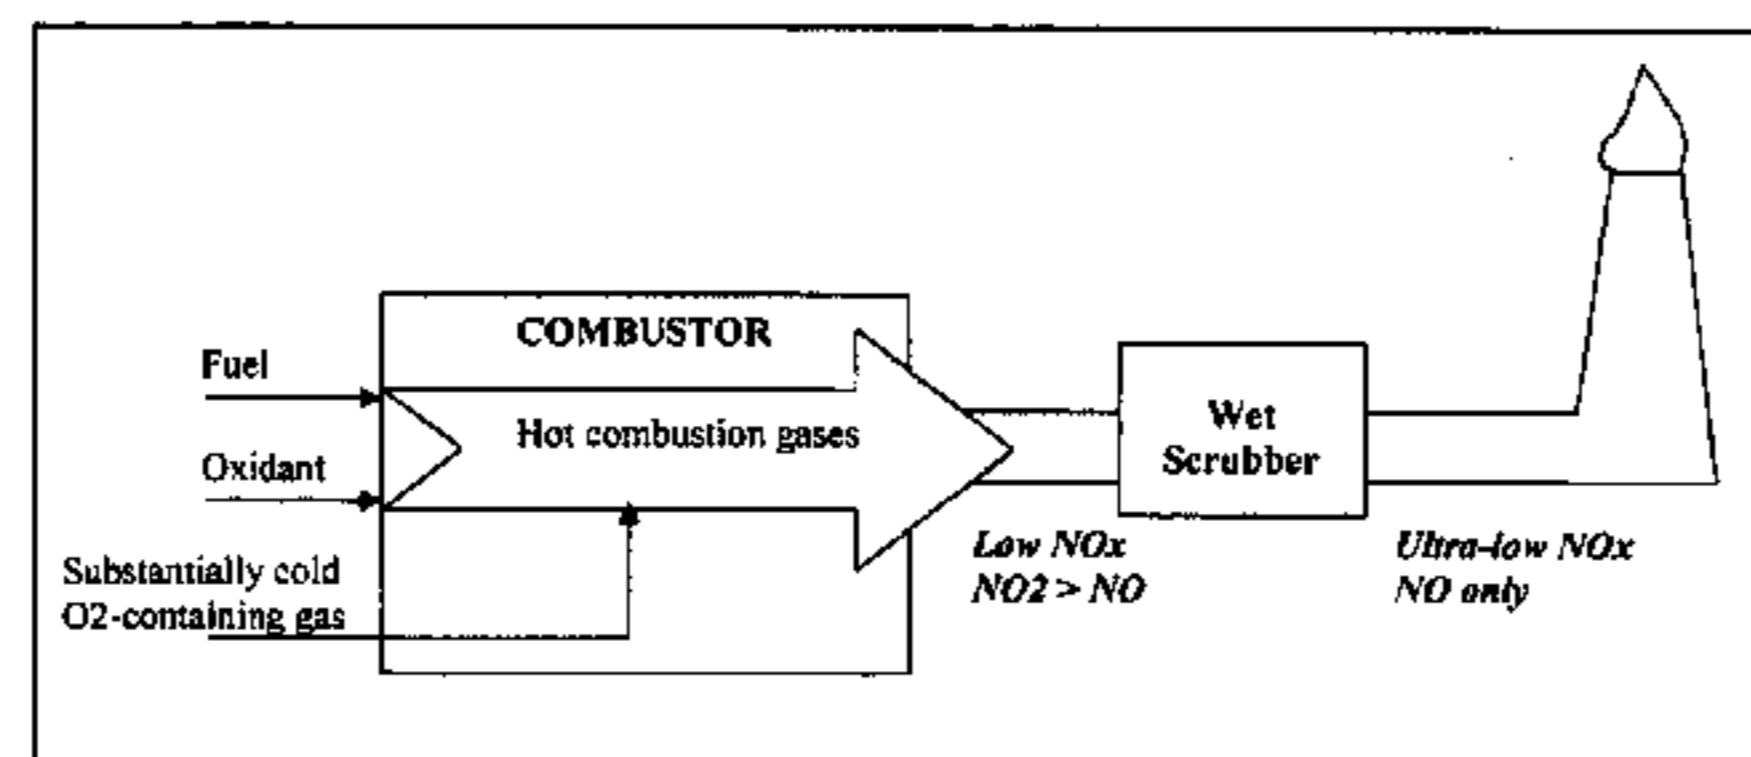 COMBUSTOR
Fuel
Hot combustion gases
Oxidant
Substantially cold
O2-containing gas
Wet
Scrubber
Low NOx
NO2 > NO
Ultra-low NOx
NO only